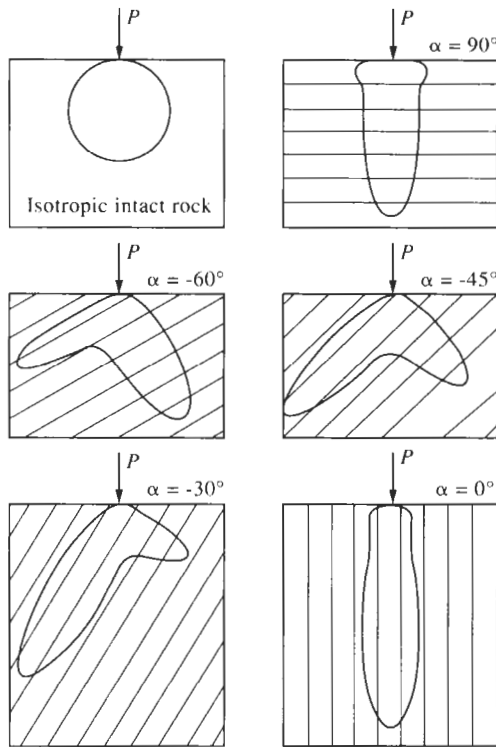 P
P
α = 90°
Isotropic intact rock
P
α = -60°
P
α = -45°
P
α = -30°
P
α = 0°